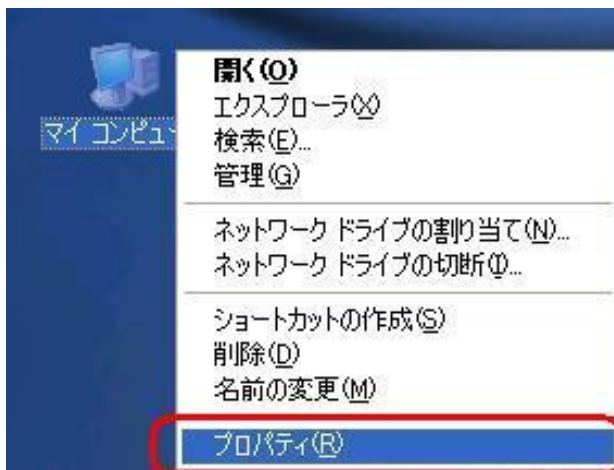 マイ コンピュ
開く(O)
エクスプローラ(X)
検索(E)...
管理(G)
ネットワーク ドライブの割り当て(N)...
ネットワーク ドライブの切断(I)...
ショートカットの作成(S)
削除(D)
名前の変更(M)
プロパティ(R)